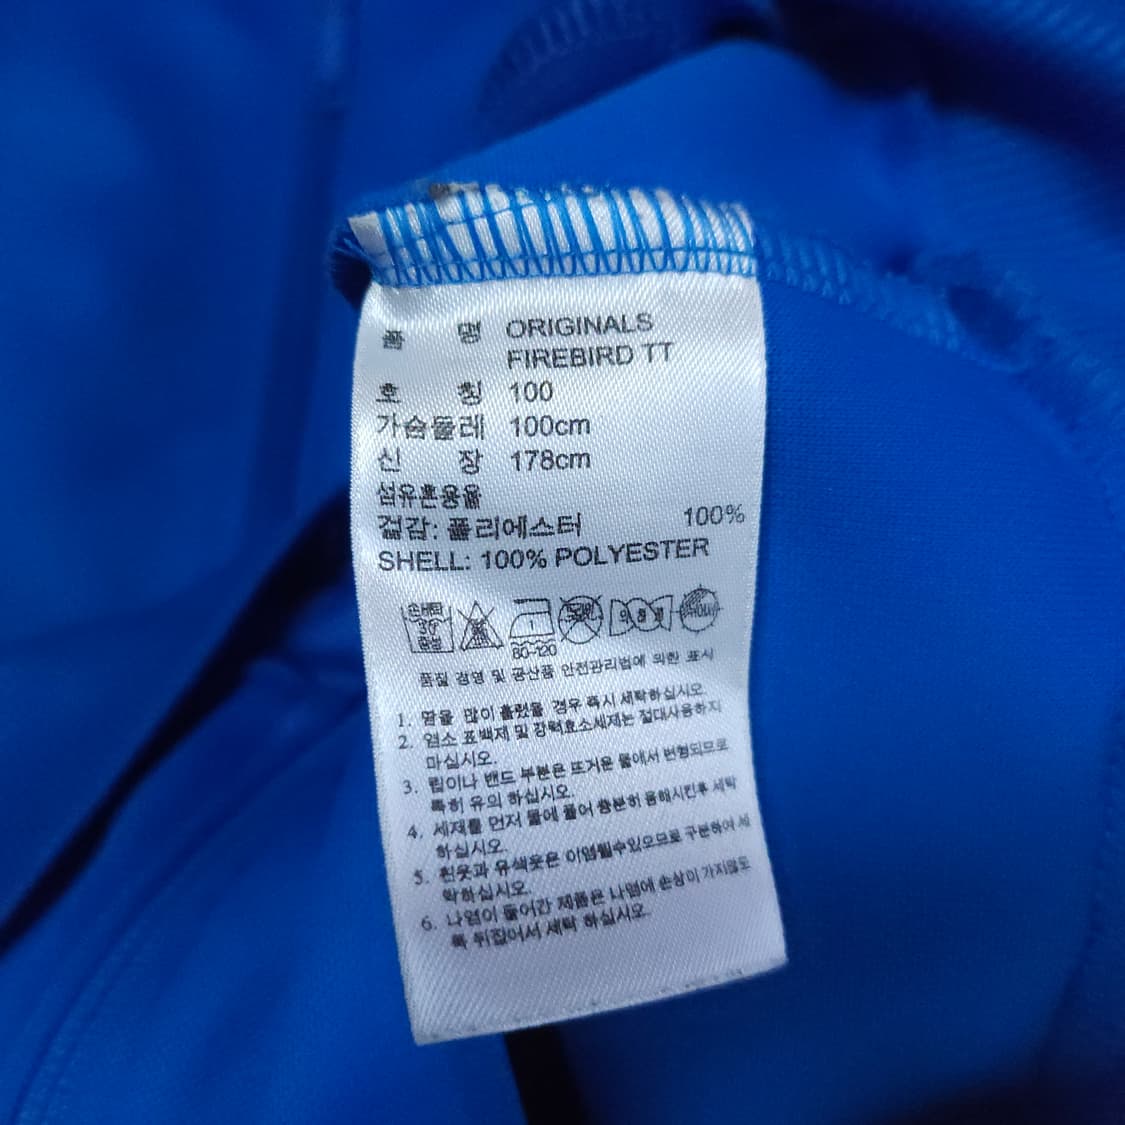 품 명 ORIGINALS
FIREBIRD TT
호 칭 100
가슴둘레 100cm
신 장 178cm
섬유혼용율
겉감: 폴리에스터 100%
SHELL: 100% POLYESTER
손세탁
30°
중성
1
80-120
약 하 게
품질 경영 및 공산품 안전관리법에 의한 표시
1. 땀을 많이 흘렸을 경우 즉시 세탁하십시오.
2. 염소 표백제 및 강력효소세제는 절대사용하지
마십시오.
3. 립이나 밴드 부분은 뜨거운 물에서 변형되므로
특히 유의 하십시오.
4. 세제를 먼저 물에 풀어 충분히 용해시킨후 세탁
하십시오.
5. 흰옷과 유색옷은 이염될수있으므로 구분하여 세
탁하십시오.
6. 나염이 들어간 제품은 나염에 손상이 가지않도
록 뒤집어서 세탁 하십시오.